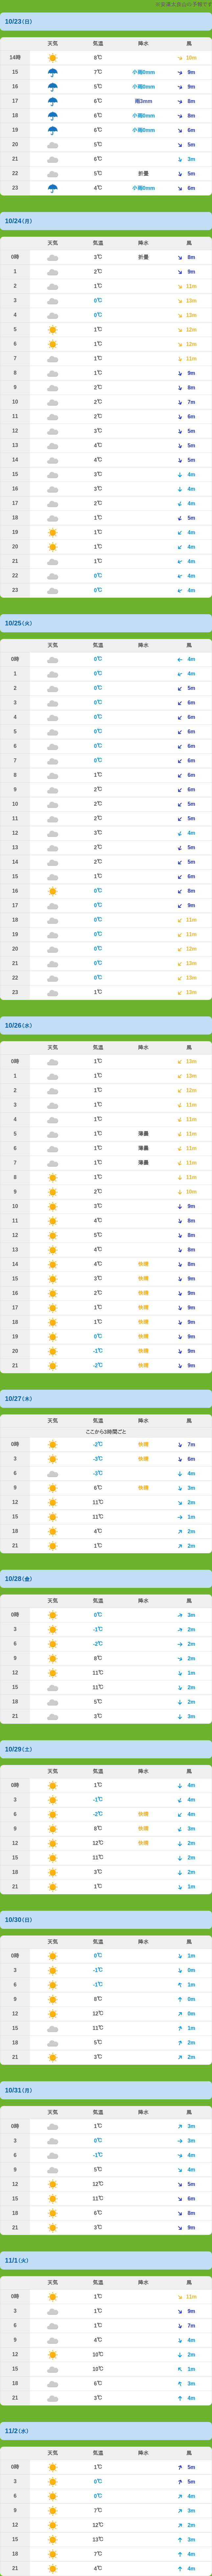 10/23(日)
天気 気温 降水 風
14時 8℃ 10m
15 7℃ 小雨0mm 9m
16 5℃ 小雨0mm 9m
17 6℃ 雨3mm 8m
18 6℃ 小雨0mm 8m
19 6℃ 小雨0mm 6m
20 5℃ 5m
21 6℃ 3m
22 5℃ 折曇 5m
23 4℃ 小雨0mm 6m
10/24(月)
天気 気温 降水 風
0時 3℃ 折曇 8m
1 2℃ 9m
2 1℃ 11m
3 0℃ 13m
4 0℃ 13m
5 1℃ 12m
6 1℃ 12m
7 1℃ 11m
8 1℃ 9m
9 2℃ 8m
10 2℃ 7m
11 2℃ 6m
12 3℃ 5m
13 4℃ 5m
14 4℃ 5m
15 3℃ 4m
16 3℃ 4m
17 2℃ 4m
18 1℃ 5m
19 1℃ 4m
20 1℃ 4m
21 1℃ 4m
22 0℃ 4m
23 0℃ 4m
10/25(火)
天気 気温 降水 風
0時 0℃ 4m
1 0℃ 4m
2 0℃ 5m
3 0℃ 6m
4 0℃ 6m
5 0℃ 6m
6 0℃ 6m
7 0℃ 6m
8 1℃ 6m
9 2℃ 6m
10 2℃ 5m
11 2℃ 5m
12 3℃ 4m
13 2℃ 5m
14 2℃ 5m
15 1℃ 6m
16 0℃ 8m
17 0℃ 9m
18 0℃ 11m
19 0℃ 11m
20 0℃ 12m
21 0℃ 13m
22 0℃ 13m
23 1℃ 13m
10/26(水)
天気 気温 降水 風
0時 1℃ 13m
1 1℃ 13m
2 1℃ 12m
3 1℃ 11m
4 1℃ 11m
5 1℃ 薄曇 11m
6 1℃ 薄曇 11m
7 1℃ 薄曇 11m
8 1℃ 11m
9 2℃ 10m
10 3℃ 9m
11 4℃ 8m
12 5℃ 8m
13 4℃ 8m
14 4℃ 快晴 8m
15 3℃ 快晴 9m
16 2℃ 快晴 9m
17 1℃ 快晴 9m
18 1℃ 快晴 9m
19 0℃ 快晴 9m
20 -1℃ 快晴 9m
21 -2℃ 快晴 9m
10/27(木)
天気 気温 降水 風
ここから3時間ごと
0時 -2℃ 快晴 7m
3 -3℃ 快晴 6m
6 -3℃ 4m
9 6℃ 快晴 3m
12 11℃ 2m
15 11℃ 1m
18 4℃ 2m
21 1℃ 2m
10/28(金)
天気 気温 降水 風
0時 0℃ 3m
3 -1℃ 2m
6 -2℃ 2m
9 8℃ 2m
12 11℃ 1m
15 11℃ 2m
18 5℃ 2m
21 3℃ 3m
10/29(土)
天気 気温 降水 風
0時 1℃ 4m
3 -1℃ 4m
6 -2℃ 快晴 4m
9 8℃ 快晴 3m
12 12℃ 快晴 2m
15 11℃ 2m
18 3℃ 2m
21 1℃ 1m
10/30(日)
天気 気温 降水 風
0時 0℃ 1m
3 -1℃ 0m
6 -1℃ 1m
9 8℃ 0m
12 12℃ 0m
15 11℃ 1m
18 5℃ 2m
21 3℃ 2m
10/31(月)
天気 気温 降水 風
0時 1℃ 3m
3 0℃ 3m
6 -1℃ 4m
9 5℃ 4m
12 12℃ 5m
15 11℃ 6m
18 6℃ 8m
21 3℃ 9m
11/1(火)
天気 気温 降水 風
0時 1℃ 11m
3 1℃ 9m
6 1℃ 7m
9 4℃ 4m
12 10℃ 2m
15 10℃ 1m
18 6℃ 3m
21 3℃ 4m
11/2(水)
天気 気温 降水 風
0時 1℃ 5m
3 0℃ 5m
6 0℃ 4m
9 7℃ 3m
12 12℃ 2m
15 13℃ 3m
18 7℃ 4m
21 4℃ 4m